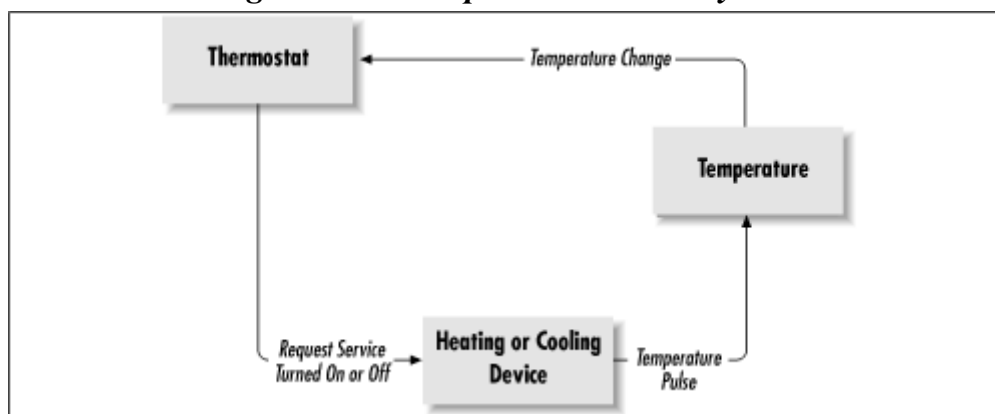 Thermostat
Temperature Change
Temperature
Request Service
Turned On or Off
Heating or Cooling
Device
Temperature
Pulse